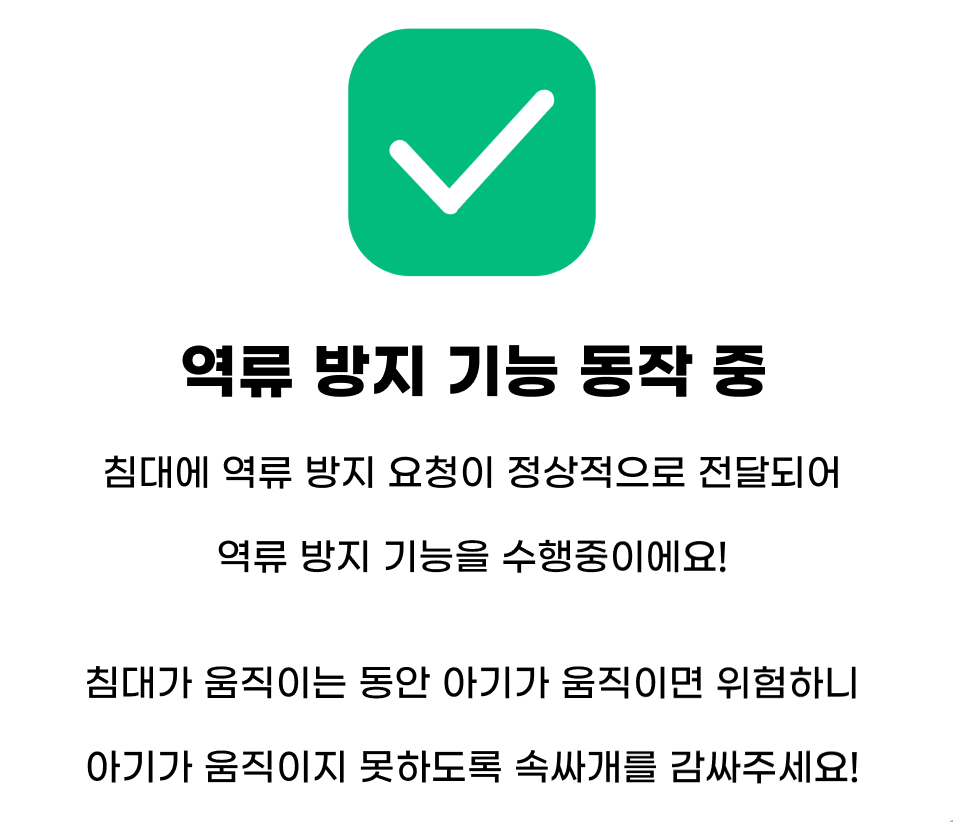 역류 방지 기능 동작 중
침대에 역류 방지 요청이 정상적으로 전달되어
역류 방지 기능을 수행중이에요!
침대가 움직이는 동안 아기가 움직이면 위험하니
아기가 움직이지 못하도록 속싸개를 감싸주세요!